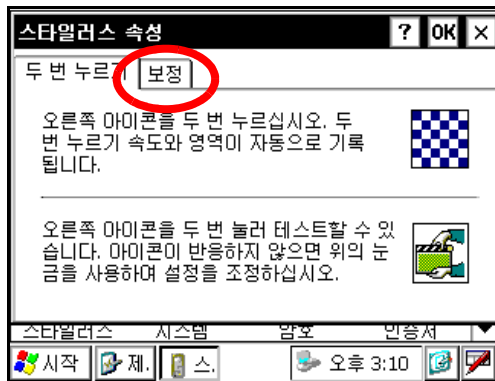 스타일러스 속성 ? OK ×
두 번 누르기 보정
오른쪽 아이콘을 두 번 누르십시오. 두
번 누르기 속도와 영역이 자동으로 기록
됩니다.
오른쪽 아이콘을 두 번 눌러 테스트할 수 있
습니다. 아이콘이 반응하지 않으면 위의 눈
금을 사용하여 설정을 조정하십시오.
스타일러스 시스템 암호 인증서
시작 제. 스. 오후 3:10